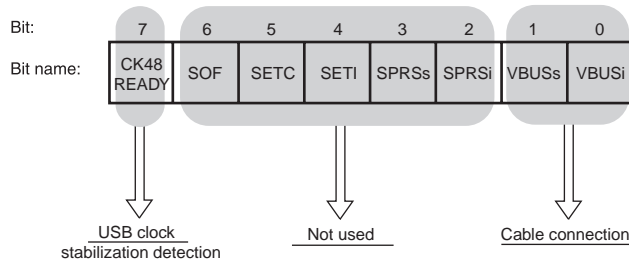 Bit: 7 6 5 4 3 2 1 0
Bit name: CK48 READY SOF SETC SETI SPRSs SPRSi VBUSs VBUSi
USB clock
stabilization detection
Not used
Cable connection